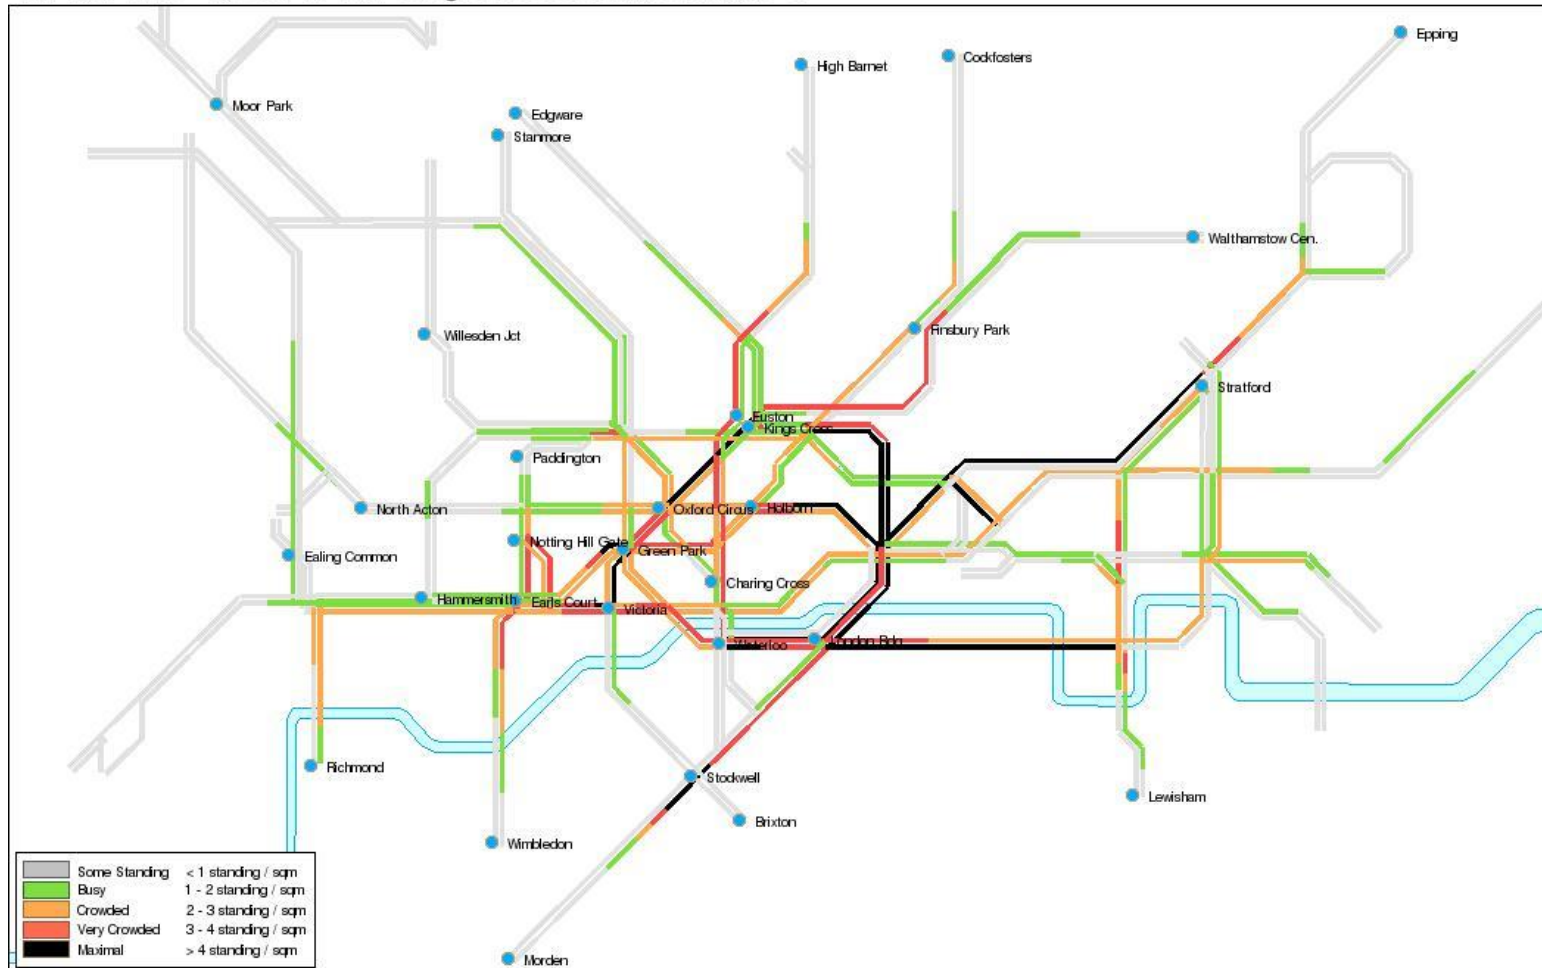 Epping
Cockfosters
High Barnet
Moor Park
Edgware
Stanmore
Walthamstow Cen.
Finsbury Park
Willesden Jct
Stratford
Euston
Kings Cross
Paddington
North Acton
Oxford Circus
Holborn
Notting Hill Gate
Green Park
Ealing Common
Charing Cross
Hammersmith
Earls Court
Victoria
Waterloo
London Bdg
Richmond
Stockwell
Lewisham
Brixton
Wimbledon
Morden
Some Standing < 1 standing / sqm
Busy 1 - 2 standing / sqm
Crowded 2 - 3 standing / sqm
Very Crowded 3 - 4 standing / sqm
Maximal > 4 standing / sqm